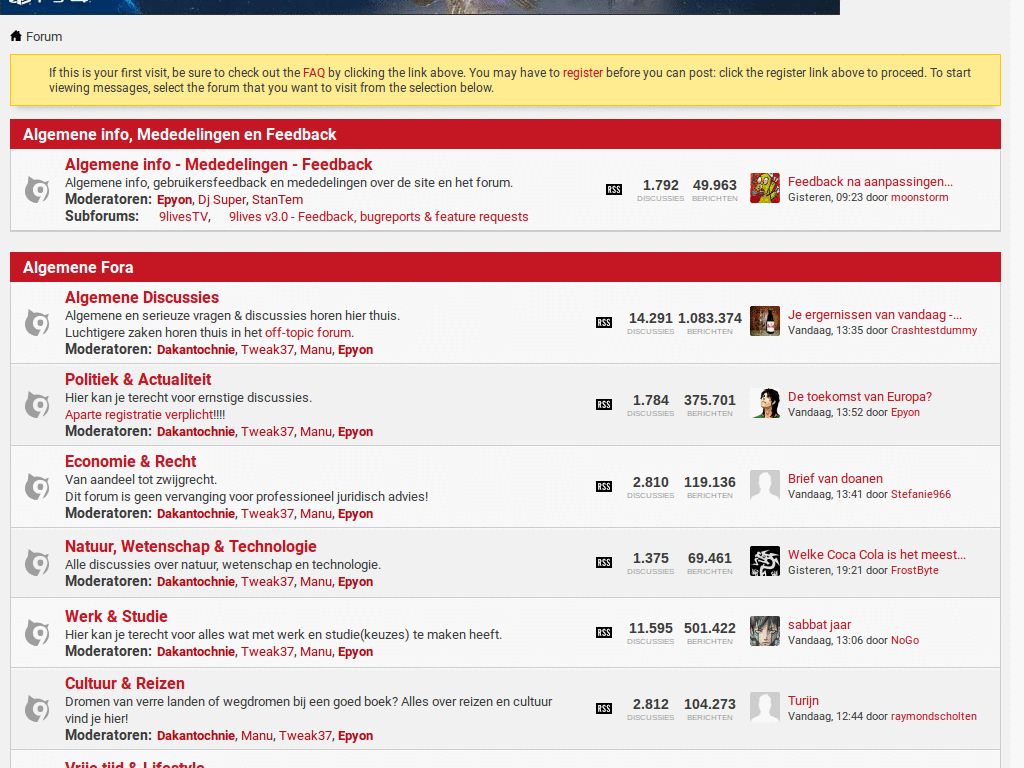 Forum
If this is your first visit, be sure to check out the FAQ by clicking the link above. You may have to register before you can post: click the register link above to proceed. To start
viewing messages, select the forum that you want to visit from the selection below.
Algemene info, Mededelingen en Feedback
Algemene info - Mededelingen - Feedback
Algemene info, gebruikersfeedback en mededelingen over de site en het forum.
Moderatoren: Epyon, Dj Super, StanTem
Subforums: 9livesTV, 9lives v3.0 - Feedback, bugreports & feature requests
RSS
1.792 49.963
DISCUSSIES BERICHTEN
Feedback na aanpassingen...
Gisteren, 09:23 door moonstorm
Algemene Fora
Algemene Discussies
Algemene en serieuze vragen & discussies horen hier thuis.
Luchtigere zaken horen thuis in het off-topic forum.
Moderatoren: Dakantochnie, Tweak37, Manu, Epyon
RSS
14.291 1.083.374
DISCUSSIES BERICHTEN
Je ergernissen van vandaag -...
Vandaag, 13:35 door Crashtestdummy
Politiek & Actualiteit
Hier kan je terecht voor ernstige discussies.
Aparte registratie verplicht!!!!
Moderatoren: Dakantochnie, Tweak37, Manu, Epyon
RSS
1.784 375.701
DISCUSSIES BERICHTEN
De toekomst van Europa?
Vandaag, 13:52 door Epyon
Economie & Recht
Van aandeel tot zwijgrecht.
Dit forum is geen vervanging voor professioneel juridisch advies!
Moderatoren: Dakantochnie, Tweak37, Manu, Epyon
RSS
2.810 119.136
DISCUSSIES BERICHTEN
Brief van doanen
Vandaag, 13:41 door Stefanie966
Natuur, Wetenschap & Technologie
Alle discussies over natuur, wetenschap en technologie.
Moderatoren: Dakantochnie, Tweak37, Manu, Epyon
RSS
1.375 69.461
DISCUSSIES BERICHTEN
Welke Coca Cola is het meest...
Gisteren, 19:21 door FrostByte
Werk & Studie
Hier kan je terecht voor alles wat met werk en studie(keuzes) te maken heeft.
Moderatoren: Dakantochnie, Tweak37, Manu, Epyon
RSS
11.595 501.422
DISCUSSIES BERICHTEN
sabbat jaar
Vandaag, 13:06 door NoGo
Cultuur & Reizen
Dromen van verre landen of wegdromen bij een goed boek? Alles over reizen en cultuur
vind je hier!
Moderatoren: Dakantochnie, Manu, Tweak37, Epyon
RSS
2.812 104.273
DISCUSSIES BERICHTEN
Turijn
Vandaag, 12:44 door raymondscholten
Vrije tijd & Lifestyle